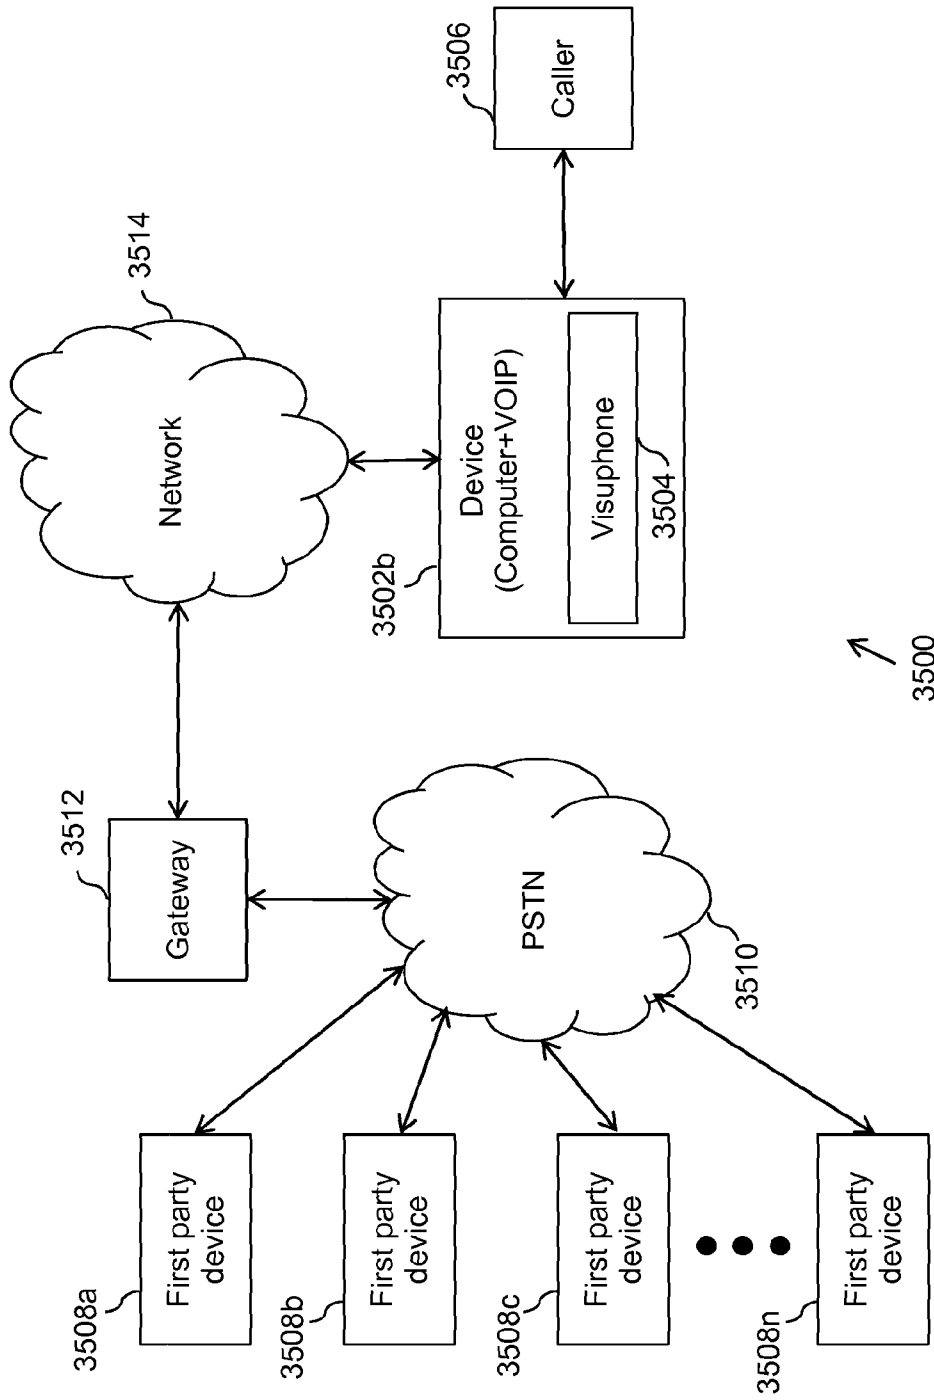 3506
Caller
3514
Network
Device
(Computer+VOIP)
Visuphone
3504
3502b
3500
3512
Gateway
PSTN
3510
3508a
First party
device
3508b
First party
device
3508c
First party
device
3508n
First party
device